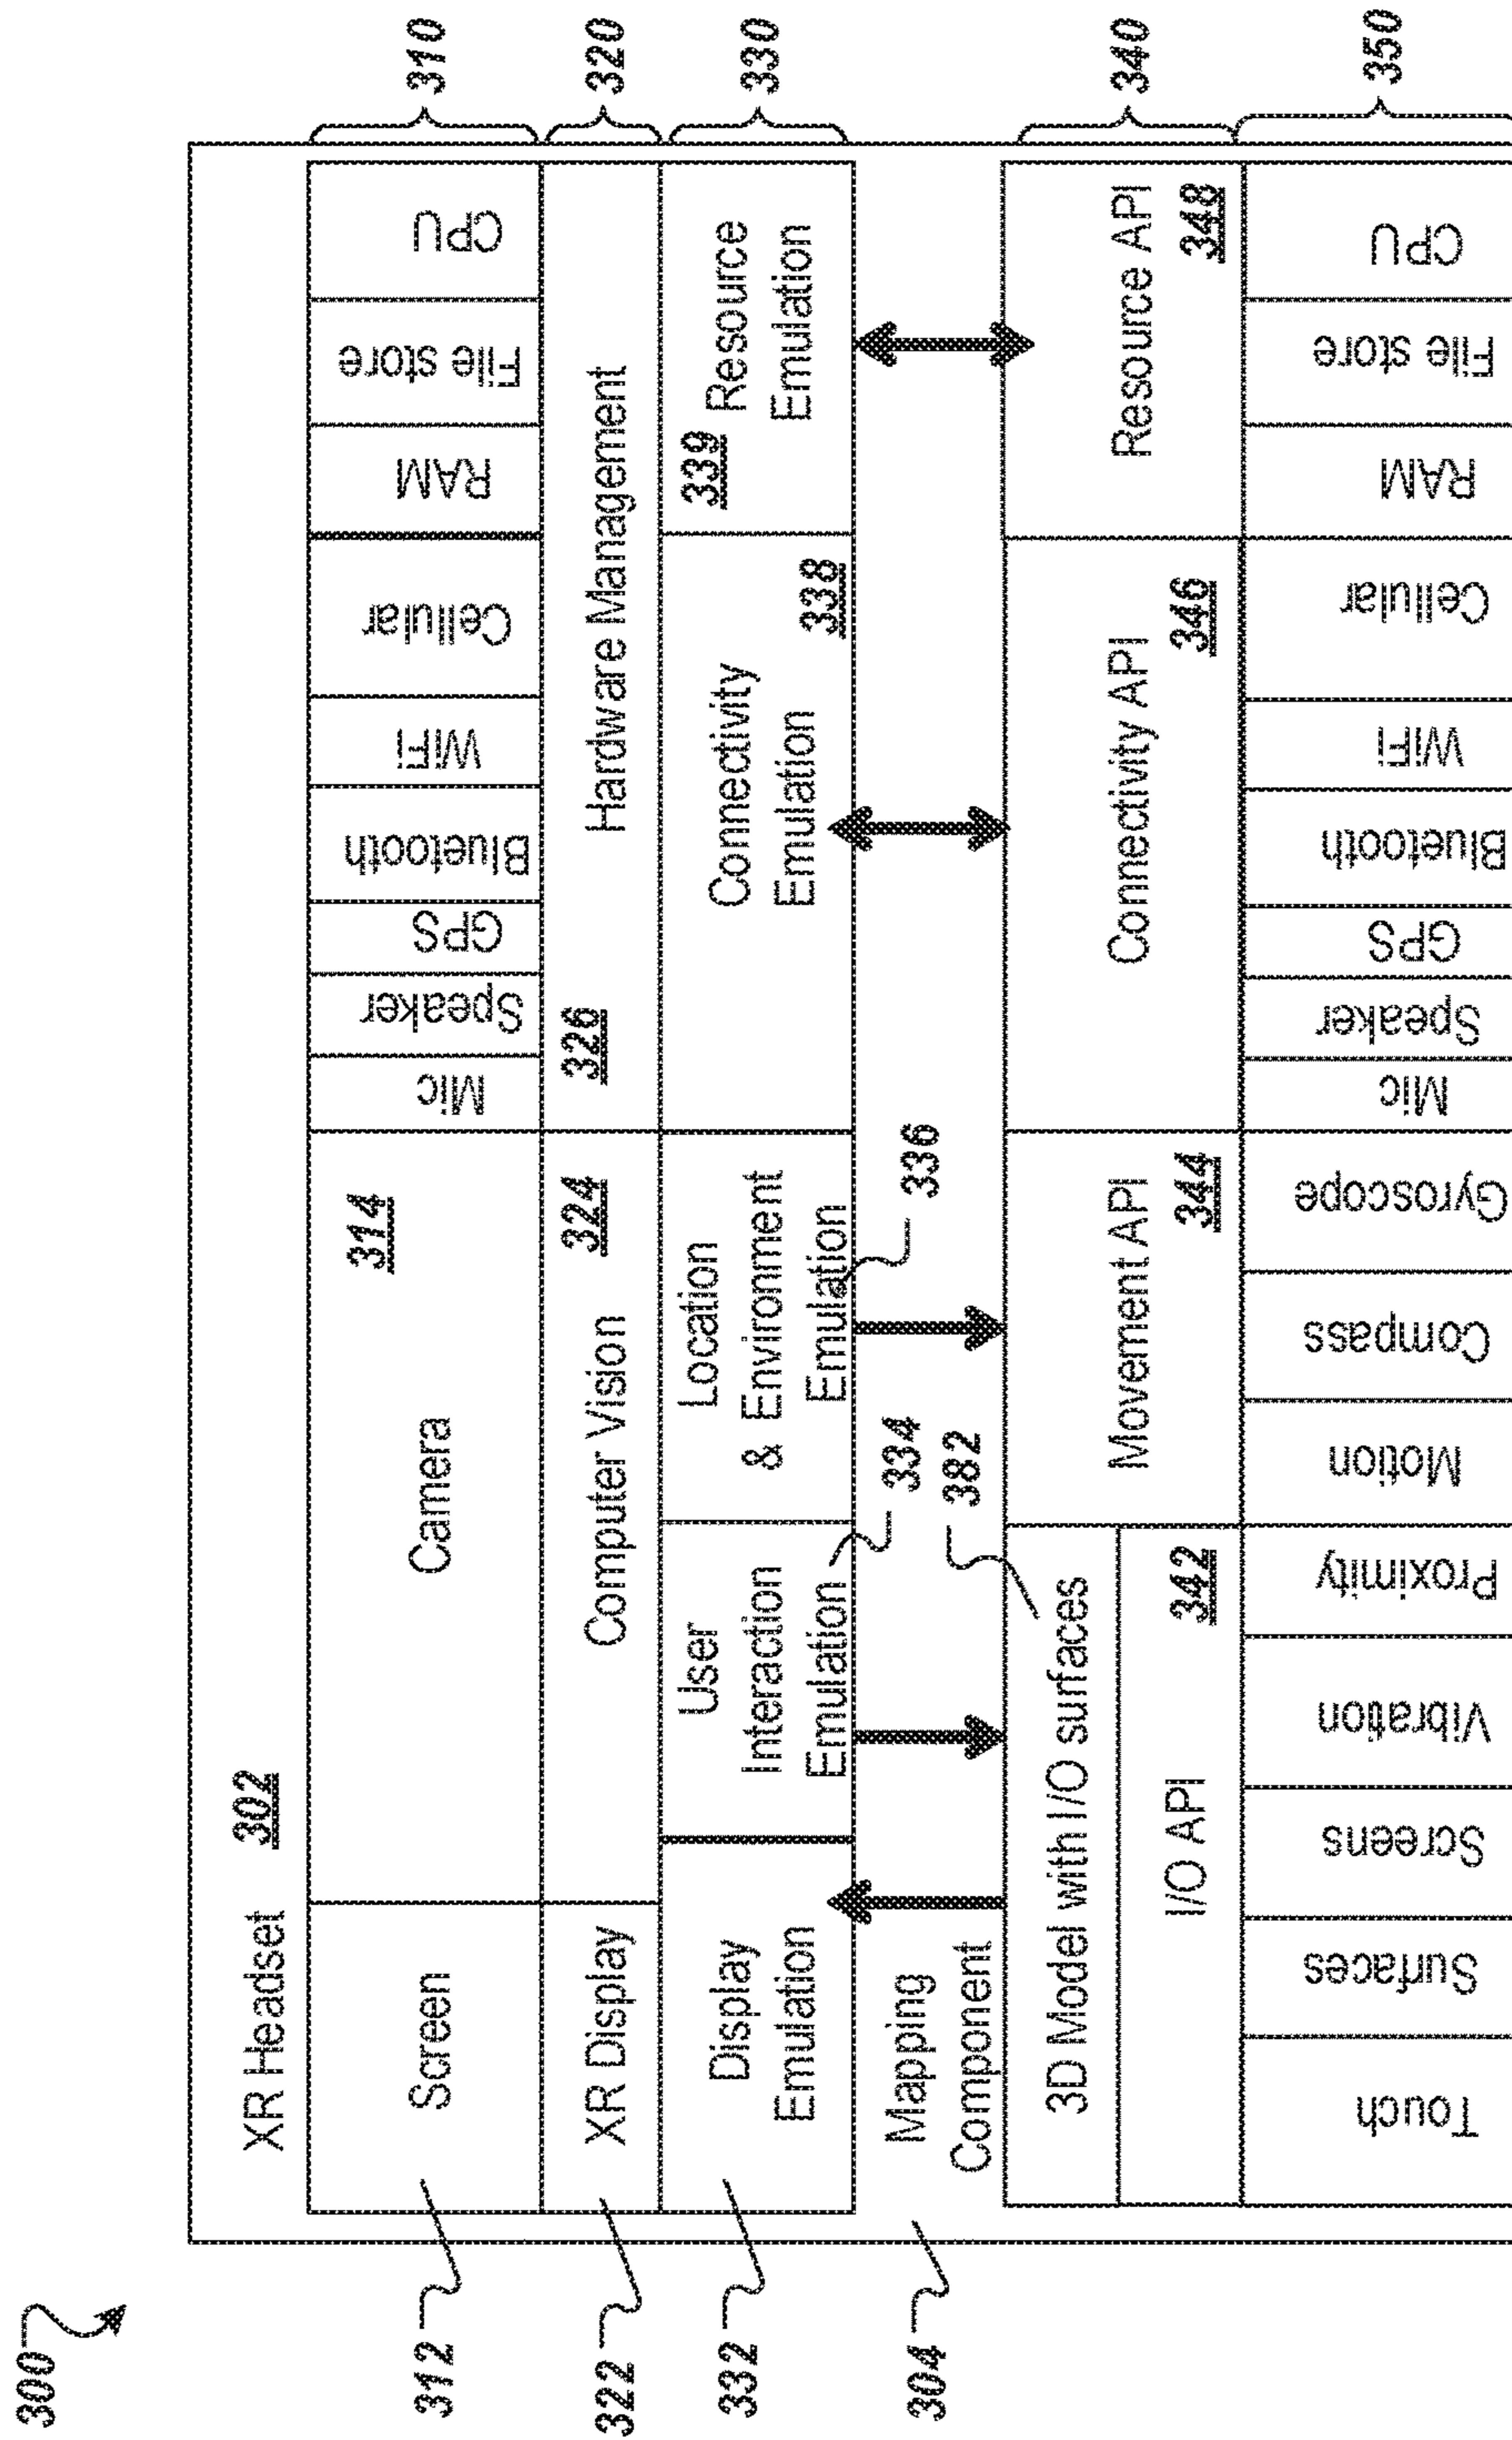 300
XR Headset 302
312
Screen
Camera
314
Mic
Speaker
GPS
Bluetooth
WiFi
Cellular
RAM
File store
CPU
310
322
XR Display
Computer Vision
324
326
Hardware Management
320
332
Display
Emulation
User
Interaction
Emulation
334
Location
& Environment
Emulation
336
Connectivity
Emulation
338
339
Resource
Emulation
330
304
Mapping
Component
382
3D Model with I/O surfaces
I/O API
342
Movement API
344
Connectivity API
346
Resource API
348
340
Touch
Surfaces
Screens
Vibration
Proximity
Motion
Compass
Gyroscope
Mic
Speaker
GPS
Bluetooth
WiFi
Cellular
RAM
File store
CPU
350